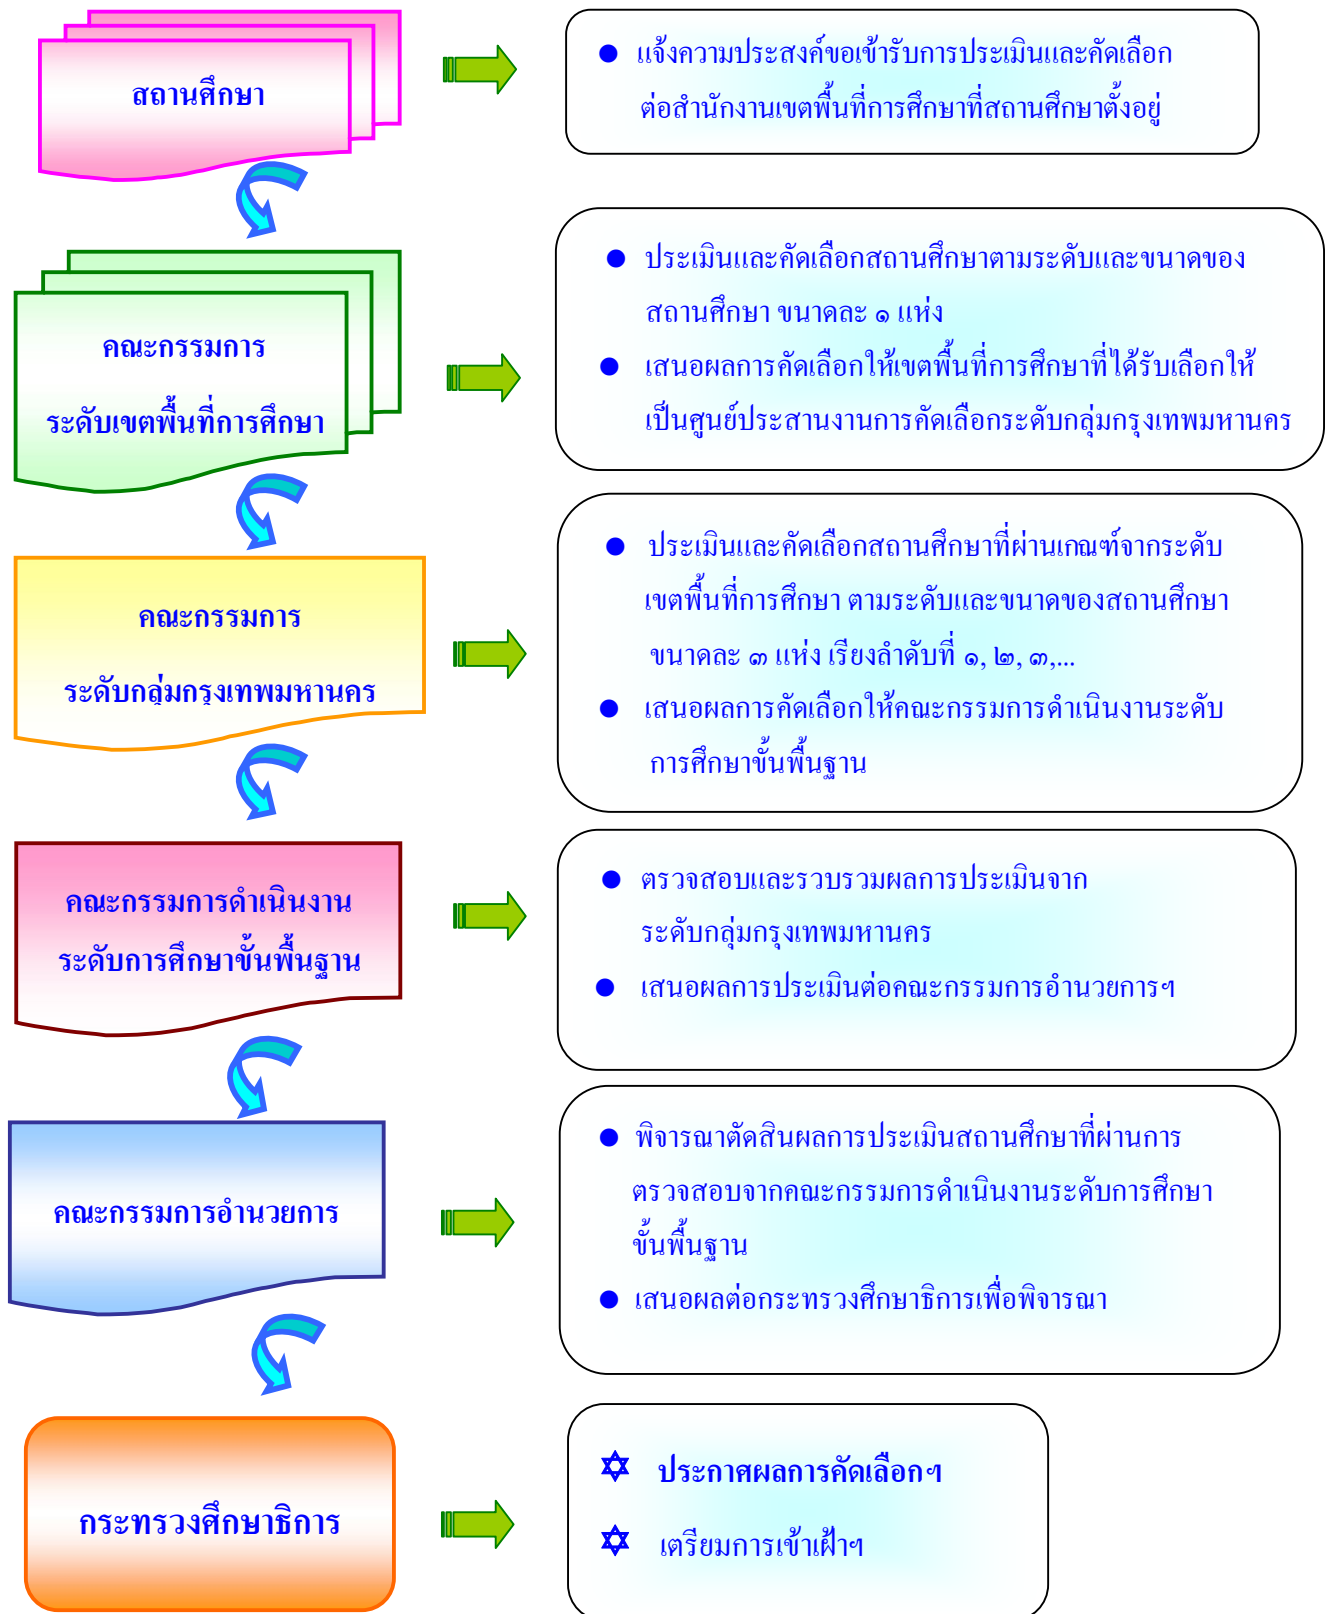 สถานศึกษา
● แจ้งความประสงค์ขอเข้ารับการประเมินและคัดเลือก
ต่อสำนักงานเขตพื้นที่การศึกษาที่สถานศึกษาตั้งอยู่
คณะกรรมการ
ระดับเขตพื้นที่การศึกษา
● ประเมินและคัดเลือกสถานศึกษาตามระดับและขนาดของ
สถานศึกษา ขนาดละ ๑ แห่ง
● เสนอผลการคัดเลือกให้เขตพื้นที่การศึกษาที่ได้รับเลือกให้
เป็นศูนย์ประสานงานการคัดเลือกระดับกลุ่มกรุงเทพมหานคร
คณะกรรมการ
ระดับกลุ่มกรุงเทพมหานคร
● ประเมินและคัดเลือกสถานศึกษาที่ผ่านเกณฑ์จากระดับ
เขตพื้นที่การศึกษา ตามระดับและขนาดของสถานศึกษา
ขนาดละ ๓ แห่ง เรียงลำดับที่ ๑, ๒, ๓,...
● เสนอผลการคัดเลือกให้คณะกรรมการดำเนินงานระดับ
การศึกษาขั้นพื้นฐาน
คณะกรรมการดำเนินงาน
ระดับการศึกษาขั้นพื้นฐาน
● ตรวจสอบและรวบรวมผลการประเมินจาก
ระดับกลุ่มกรุงเทพมหานคร
● เสนอผลการประเมินต่อคณะกรรมการอำนวยการฯ
คณะกรรมการอำนวยการ
● พิจารณาตัดสินผลการประเมินสถานศึกษาที่ผ่านการ
ตรวจสอบจากคณะกรรมการดำเนินงานระดับการศึกษา
ขั้นพื้นฐาน
● เสนอผลต่อกระทรวงศึกษาธิการเพื่อพิจารณา
กระทรวงศึกษาธิการ
✡ ประกาศผลการคัดเลือกฯ
✡ เตรียมการเข้าเฝ้าฯ